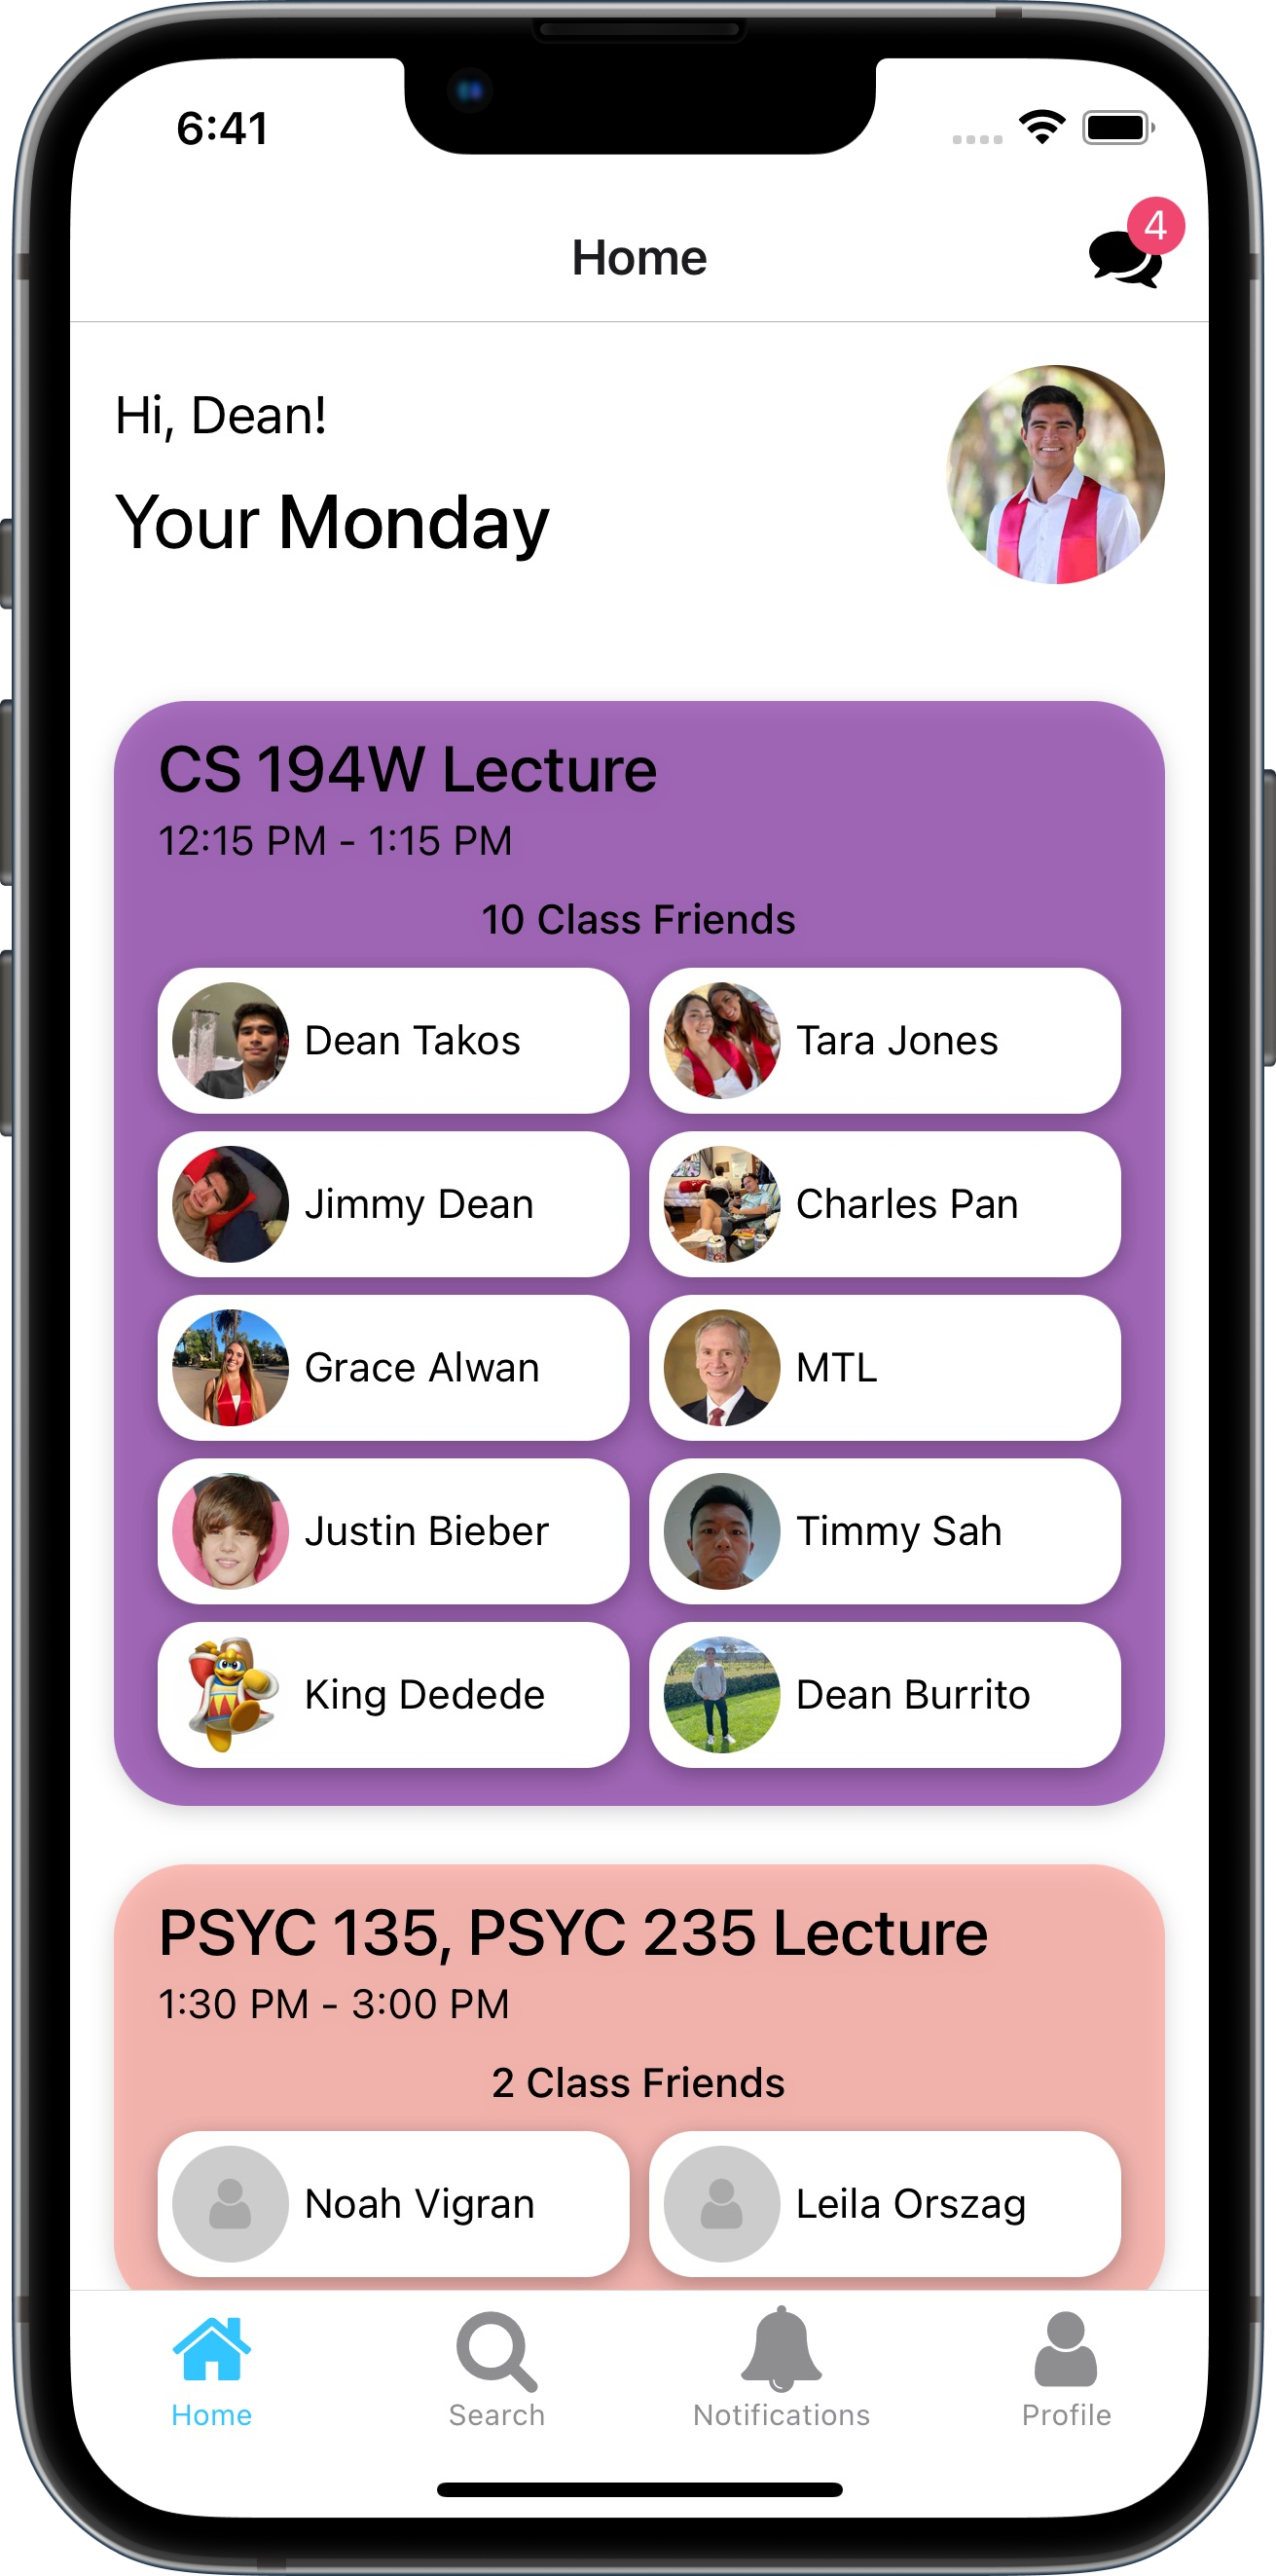 6:41
Home
4
Hi, Dean!
Your Monday
CS 194W Lecture
12:15 PM - 1:15 PM
10 Class Friends
Dean Takos
Tara Jones
Jimmy Dean
Charles Pan
Grace Alwan
MTL
Justin Bieber
Timmy Sah
King Dedede
Dean Burrito
PSYC 135, PSYC 235 Lecture
1:30 PM - 3:00 PM
2 Class Friends
Noah Vigran
Leila Orszag
Home
Search
Notifications
Profile